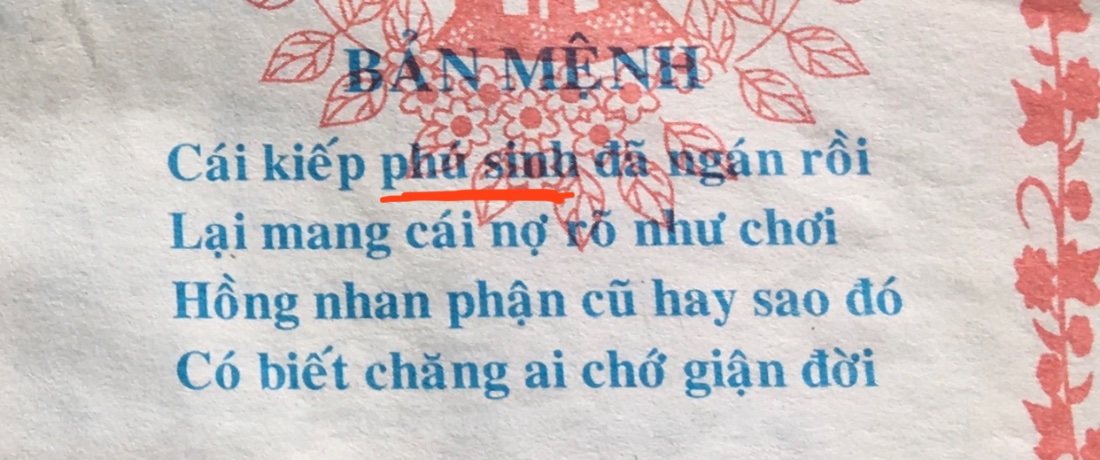 BẢN MỆNH
Cái kiếp phú sinh đã ngán rồi
Lại mang cái nợ rõ như chơi
Hồng nhan phận cũ hay sao đó
Có biết chăng ai chớ giận đời